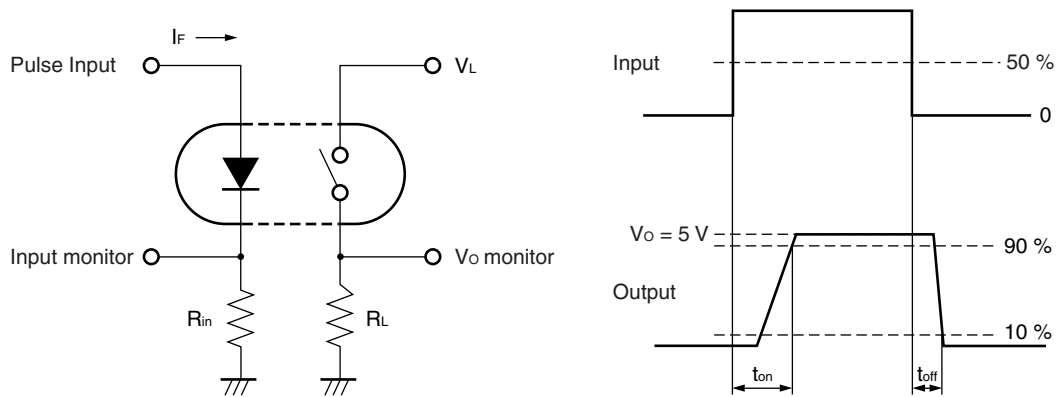 IF
Pulse Input
VL
Input monitor
VO monitor
Rin
RL
Input
50 %
0
VO = 5 V
90 %
Output
10 %
ton
toff